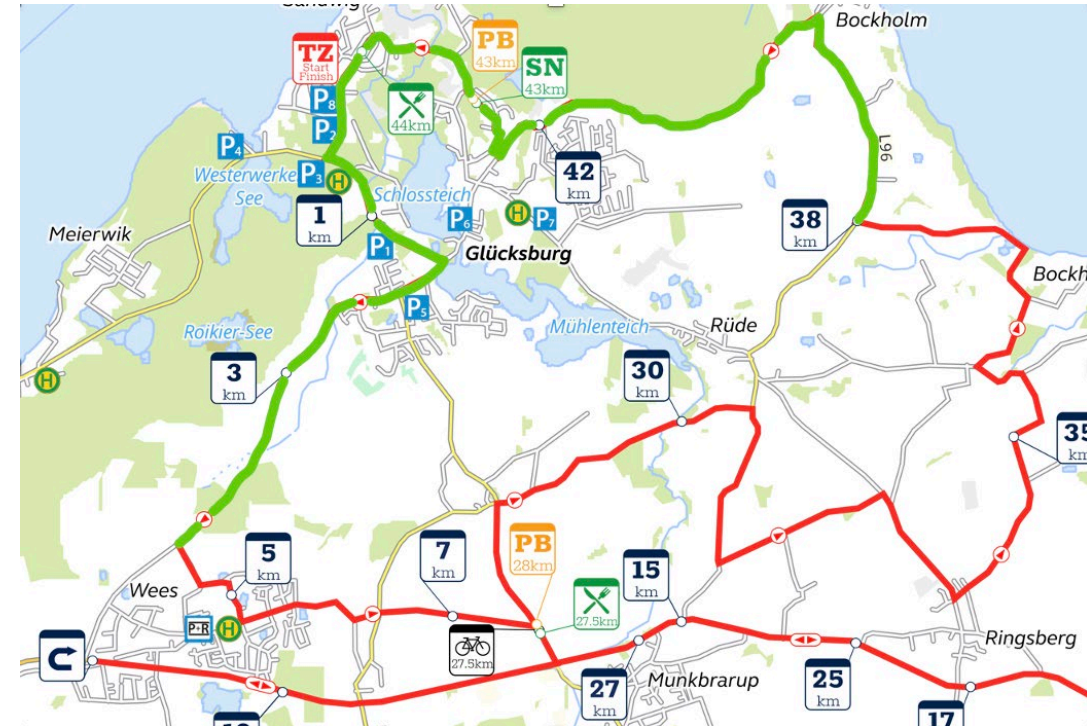 Sandwig
Bockholm
TZ
Start
Finish
PB
43km
SN
43km
P8
P2
44km
P4
P3
H
Westerwerker
See
Schlossteich
42
km
L96
1
km
P6
H
P7
38
km
Meierwik
P1
Glücksburg
Bockh
P5
Mühlenteich
Rüde
Roikier-See
3
km
30
km
H
35
km
PB
28km
7
km
5
km
15
km
Wees
27.5km
P+R
H
27.5km
Ringsberg
27
km
Munkbrarup
25
km
17